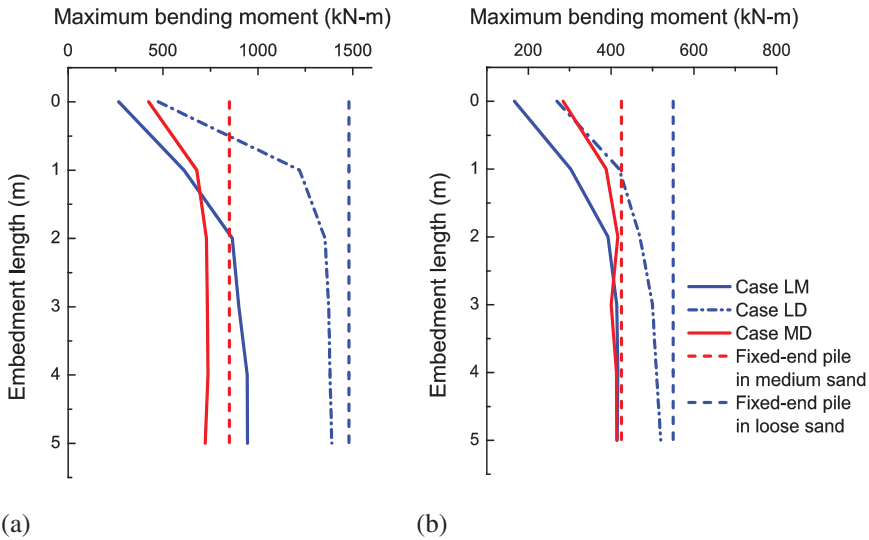 Maximum bending moment (kN-m)
0 500 1000 1500
0
1
2
3
4
5
Embedment length (m)
(a)
Maximum bending moment (kN-m)
200 400 600 800
0
1
2
3
4
5
Embedment length (m)
Case LM
Case LD
Case MD
Fixed-end pile
in medium sand
Fixed-end pile
in loose sand
(b)